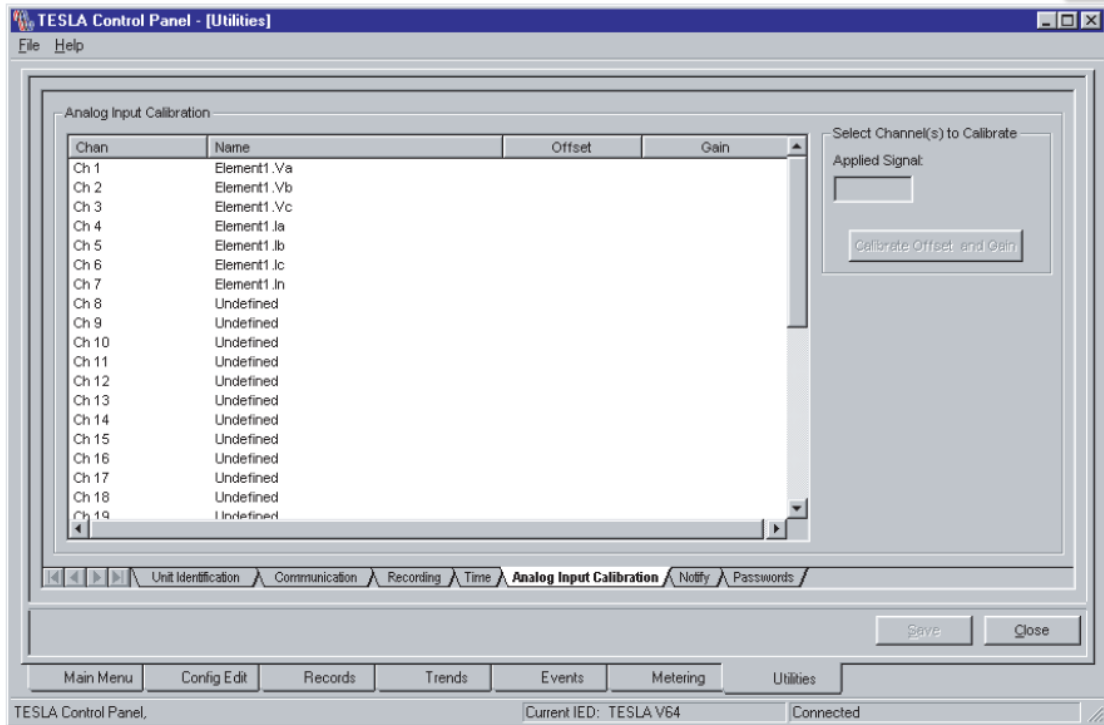 TESLA Control Panel - [Utilities]
File Help
Analog Input Calibration
Chan Name Offset Gain
Ch 1 Element1.Va
Ch 2 Element1.Vb
Ch 3 Element1.Vc
Ch 4 Element1.Ia
Ch 5 Element1.Ib
Ch 6 Element1.Ic
Ch 7 Element1.In
Ch 8 Undefined
Ch 9 Undefined
Ch 10 Undefined
Ch 11 Undefined
Ch 12 Undefined
Ch 13 Undefined
Ch 14 Undefined
Ch 15 Undefined
Ch 16 Undefined
Ch 17 Undefined
Ch 18 Undefined
Ch 19 Undefined
Select Channel(s) to Calibrate
Applied Signal:
Calibrate Offset and Gain
Unit Identification Communication Recording Time Analog Input Calibration Notify Passwords
Save Close
Main Menu Config Edit Records Trends Events Metering Utilities
TESLA Control Panel, Current IED: TESLA V64 Connected